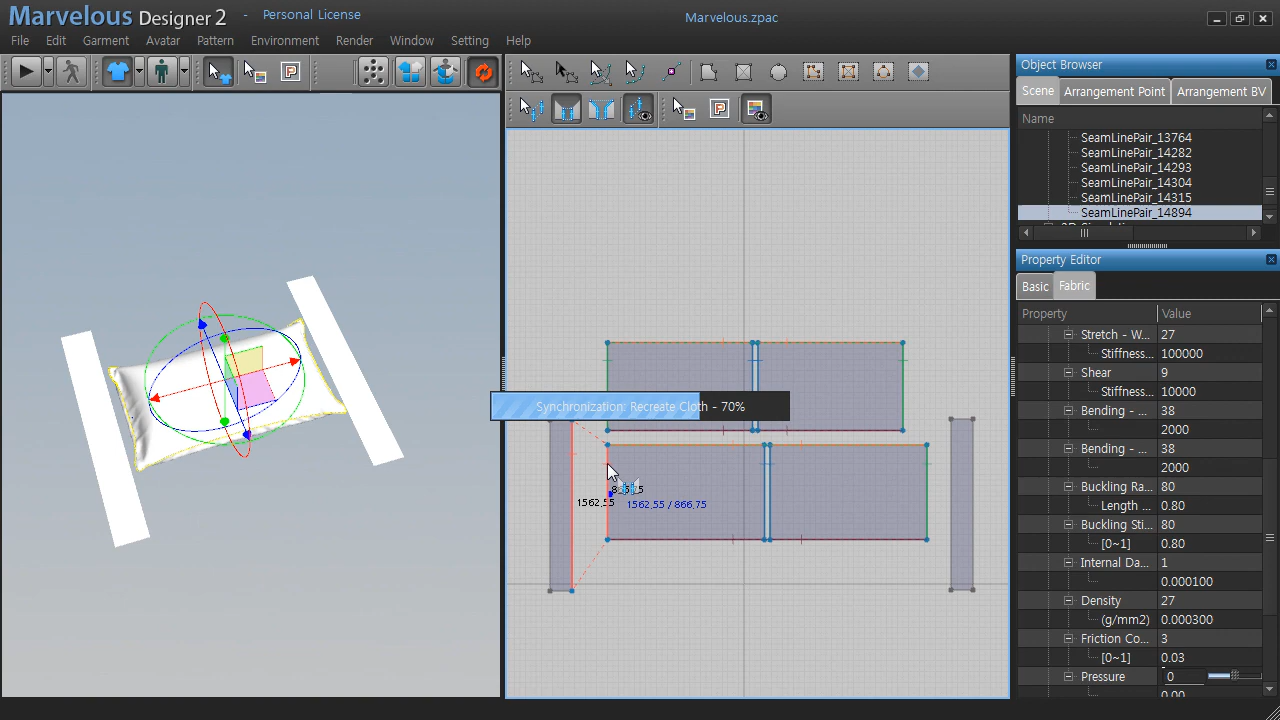 Marvelous Designer 2 - Personal License
Marvelous.zpac
File Edit Garment Avatar Pattern Environment Render Window Setting Help
Object Browser
Scene Arrangement Point Arrangement BV
Name
SeamLinePair_13764
SeamLinePair_14282
SeamLinePair_14293
SeamLinePair_14304
SeamLinePair_14315
SeamLinePair_14894
Property Editor
Basic Fabric
Property Value
Stretch - W... 27
Stiffness... 100000
Shear 9
Stiffness... 10000
Bending - ... 38
2000
Bending - ... 38
2000
Buckling Ra... 80
Length ... 0.80
Buckling Sti... 80
[0~1] 0.80
Internal Da... 1
0.000100
Density 27
(g/mm2) 0.000300
Friction Co... 3
[0~1] 0.03
Pressure 0
0.00
Synchronization: Recreate Cloth - 70%
1562,55
1562,55 / 866,75